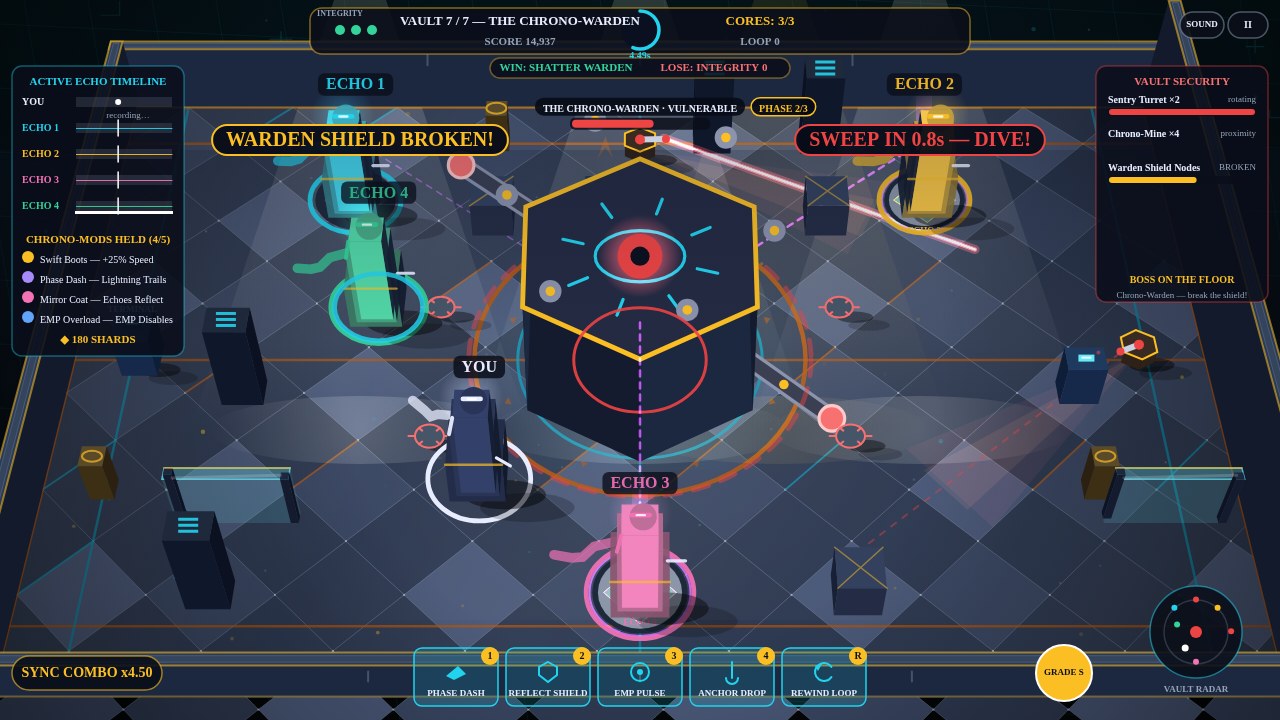 INTEGRITY
VAULT 7 / 7 — THE CHRONO-WARDEN
CORES: 3/3
SCORE 14,937
LOOP 0
4.49s
SOUND
II
WIN: SHATTER WARDEN
LOSE: INTEGRITY 0
ACTIVE ECHO TIMELINE
YOU
recording…
ECHO 1
ECHO 2
ECHO 3
ECHO 4
CHRONO-MODS HELD (4/5)
Swift Boots — +25% Speed
Phase Dash — Lightning Trails
Mirror Coat — Echoes Reflect
EMP Overload — EMP Disables
◆ 180 SHARDS
VAULT SECURITY
Sentry Turret ×2
rotating
Chrono-Mine ×4
proximity
Warden Shield Nodes
BROKEN
BOSS ON THE FLOOR
Chrono-Warden — break the shield!
ECHO 1
ECHO 2
THE CHRONO-WARDEN · VULNERABLE
PHASE 2/3
WARDEN SHIELD BROKEN!
SWEEP IN 0.8s — DIVE!
ECHO 4
YOU
ECHO 3
SYNC COMBO x4.50
1
PHASE DASH
2
REFLECT SHIELD
3
EMP PULSE
4
ANCHOR DROP
R
REWIND LOOP
GRADE S
VAULT RADAR